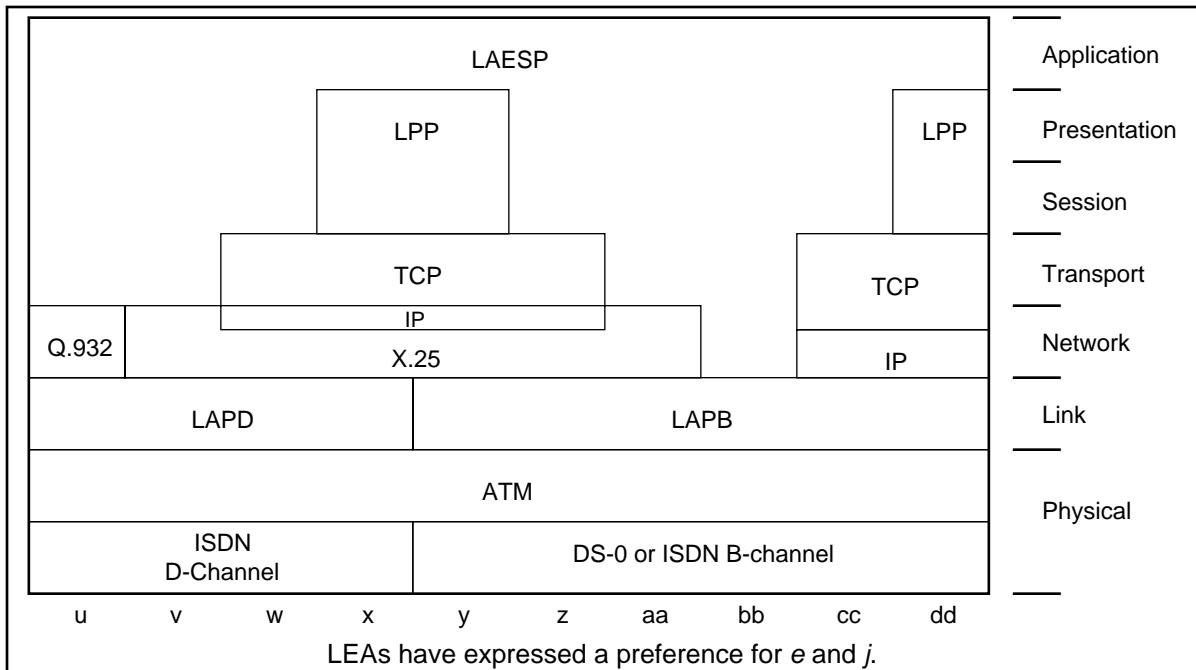 LAESP
Application
LPP
LPP
Presentation
Session
TCP
TCP
Transport
IP
Q.932
X.25
IP
Network
LAPD
LAPB
Link
ATM
Physical
ISDN
D-Channel
DS-0 or ISDN B-channel
u v w x y z aa bb cc dd
LEAs have expressed a preference for e and j.